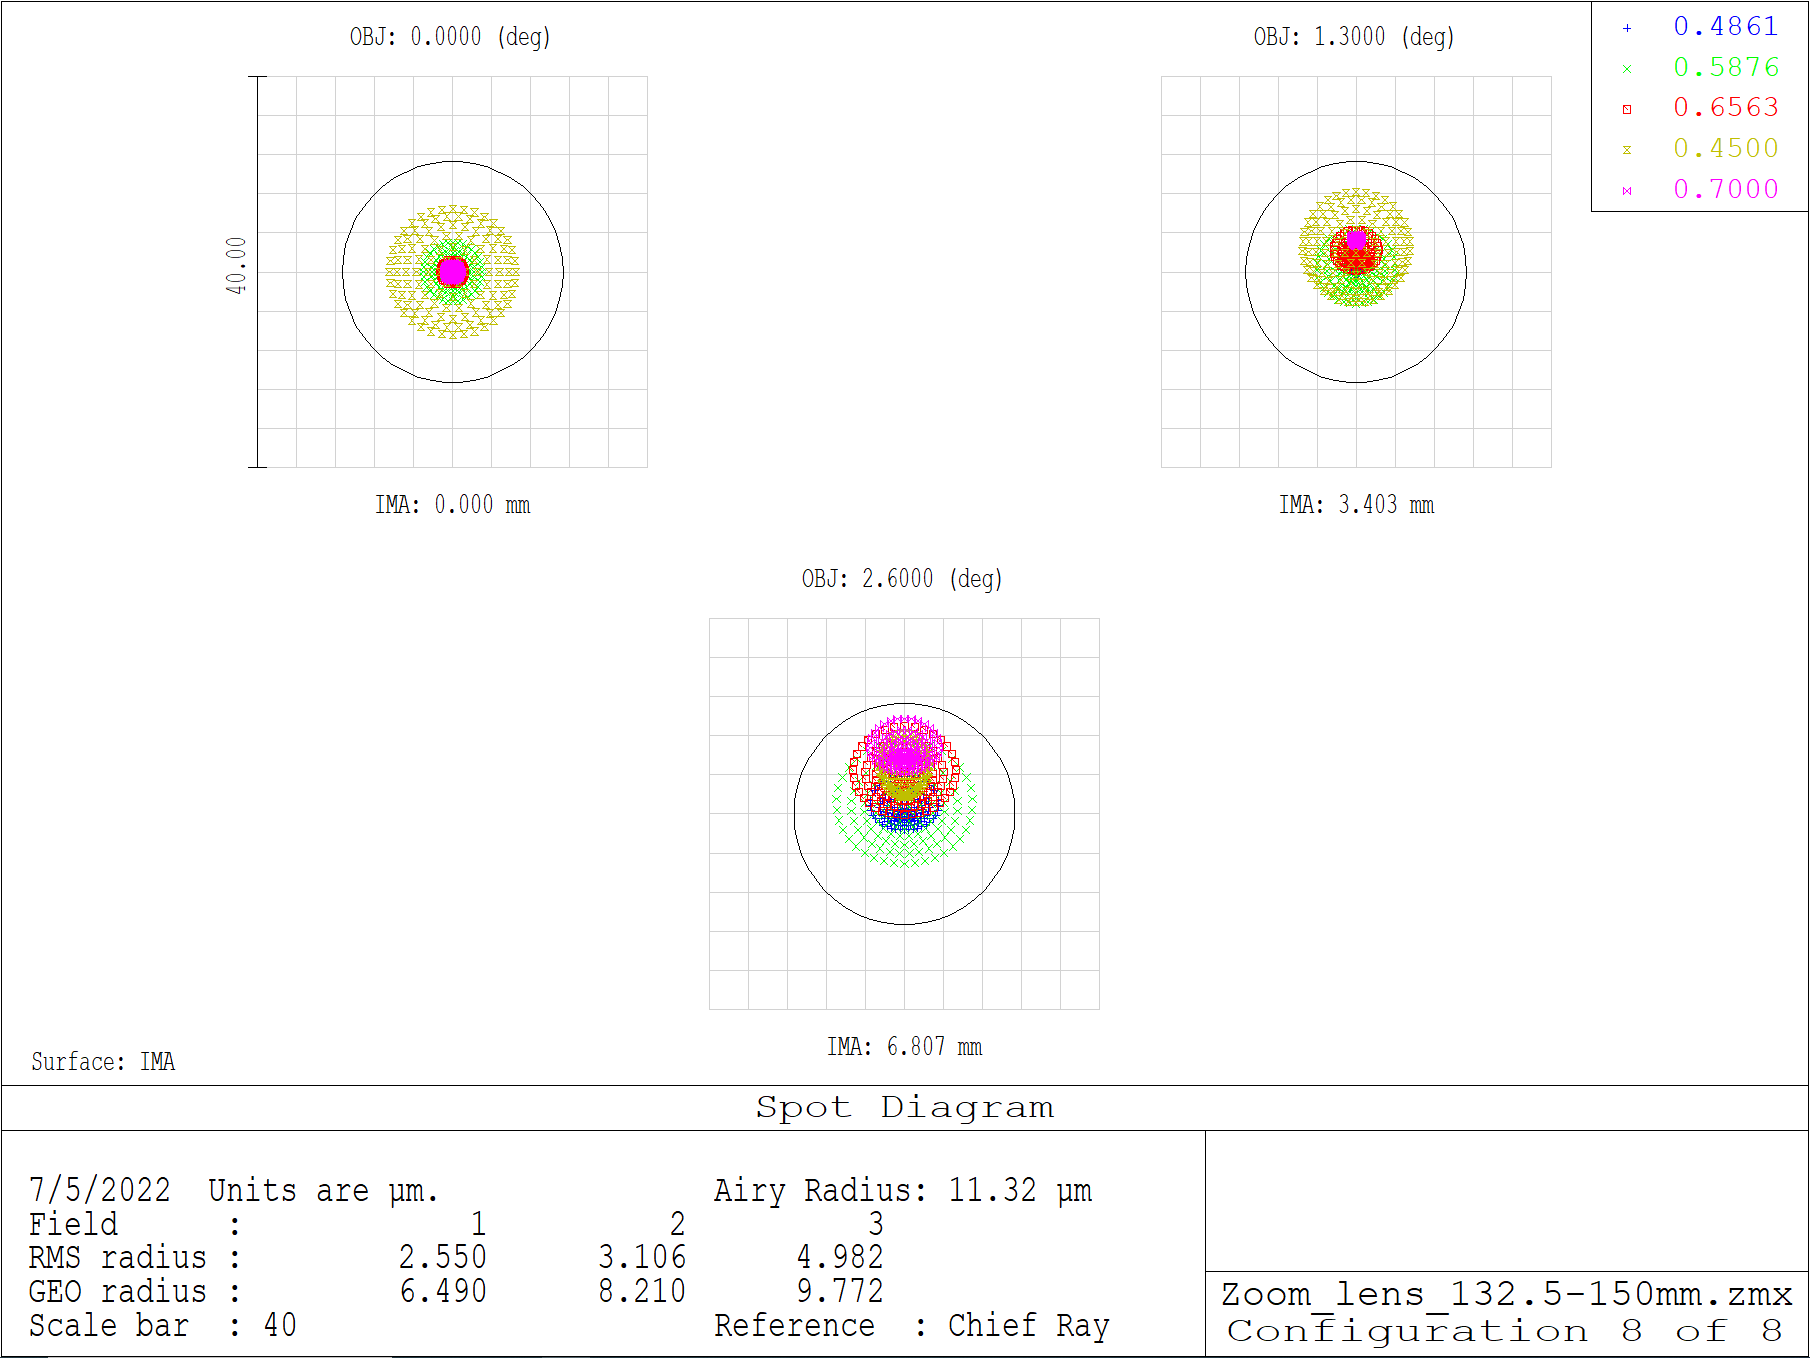 OBJ: 0.0000 (deg)
OBJ: 1.3000 (deg)
+ 0.4861
× 0.5876
0.6563
0.4500
0.7000
40.00
IMA: 0.000 mm
IMA: 3.403 mm
OBJ: 2.6000 (deg)
IMA: 6.807 mm
Surface: IMA
Spot Diagram
7/5/2022 Units are µm. Airy Radius: 11.32 µm
Field : 1 2 3
RMS radius : 2.550 3.106 4.982
GEO radius : 6.490 8.210 9.772
Scale bar : 40 Reference : Chief Ray
Zoom_lens_132.5-150mm.zmx
Configuration 8 of 8